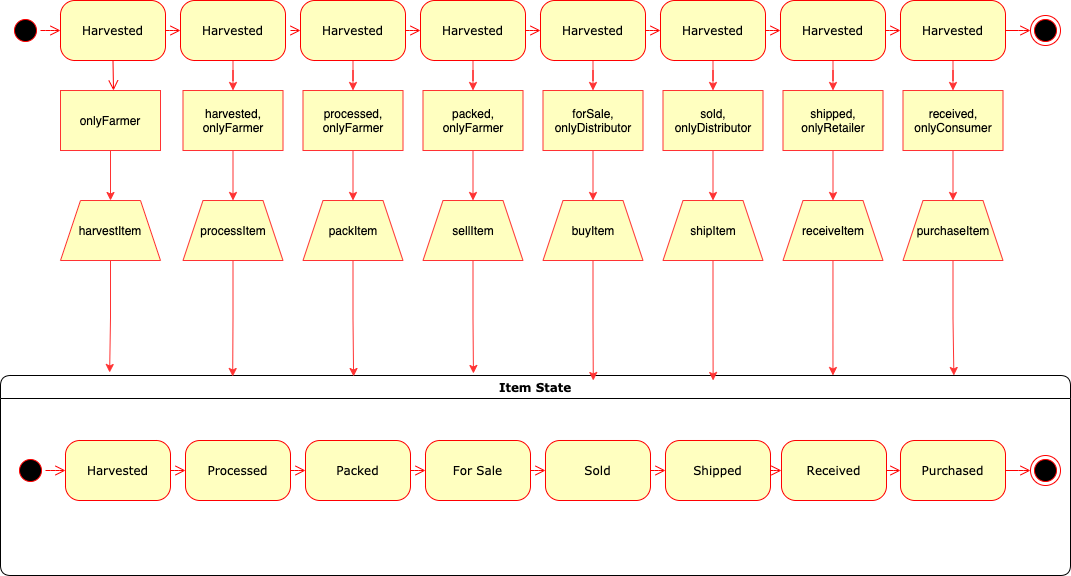 Harvested Harvested Harvested Harvested Harvested Harvested Harvested Harvested
onlyFarmer
harvested,
onlyFarmer
processed,
onlyFarmer
packed,
onlyFarmer
forSale,
onlyDistributor
sold,
onlyDistributor
shipped,
onlyRetailer
received,
onlyConsumer
harvestItem processItem packItem sellItem buyItem shipItem receiveItem purchaseItem
Item State
Harvested Processed Packed For Sale Sold Shipped Received Purchased